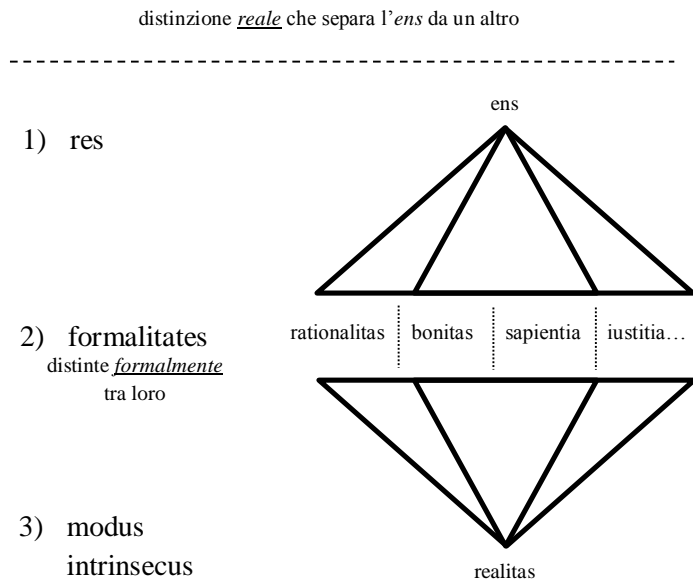 distinzione reale che separa l'ens da un altro
ens
1) res
2) formalitates
distinte formalmente
tra loro
rationalitas bonitas sapientia iustitia…
3) modus
intrinsecus
realitas